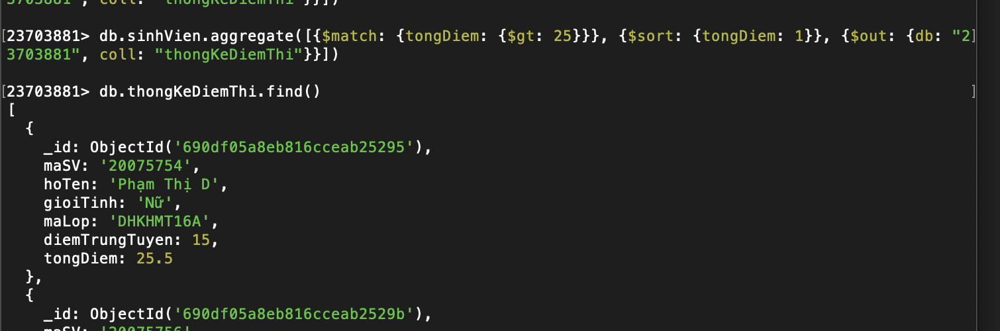 3703881", coll: "thongKeDiemThi"}}])
[23703881> db.sinhVien.aggregate([{$match: {tongDiem: {$gt: 25}}}, {$sort: {tongDiem: 1}}, {$out: {db: "2]
3703881", coll: "thongKeDiemThi"}}])
[23703881> db.thongKeDiemThi.find() ]
[
{
_id: ObjectId('690df05a8eb816cceab25295'),
maSV: '20075754',
hoTen: 'Phạm Thị D',
gioiTinh: 'Nữ',
maLop: 'DHKHMT16A',
diemTrungTuyen: 15,
tongDiem: 25.5
},
{
_id: ObjectId('690df05a8eb816cceab2529b'),
maSV: '20075756'